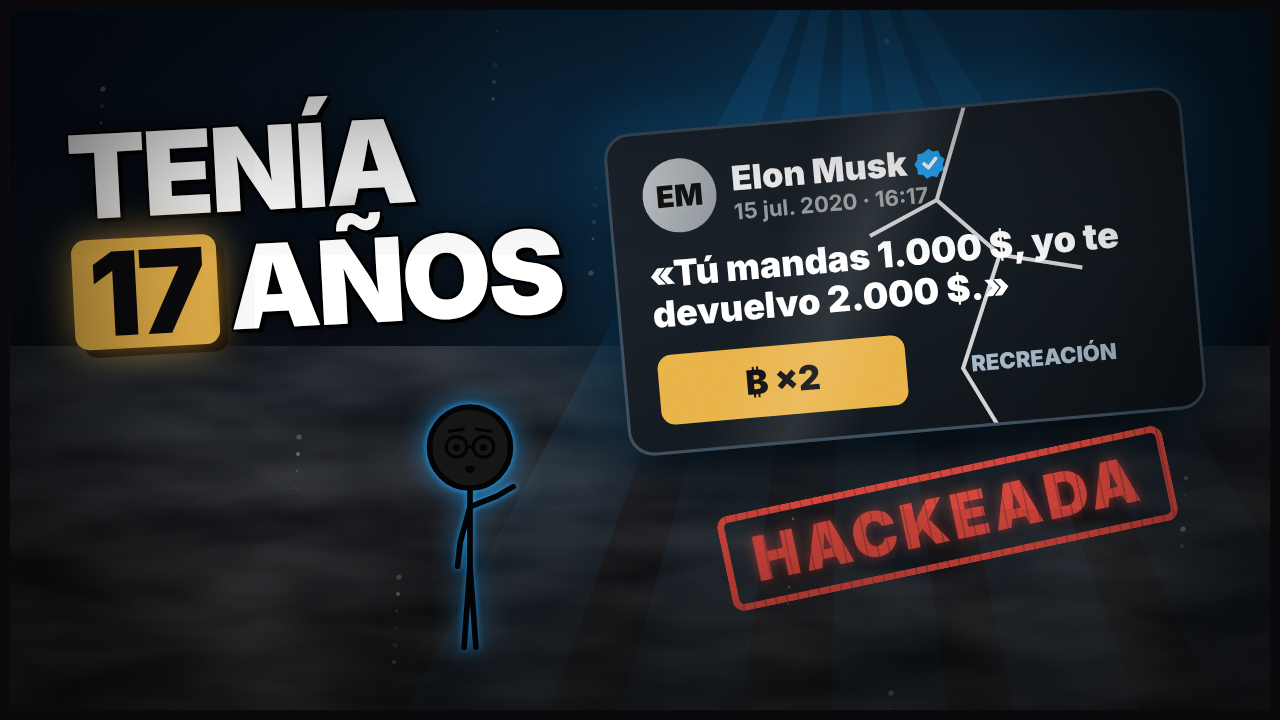 TENÍA
17 AÑOS
EM
Elon Musk
15 jul. 2020 · 16:17
«Tú mandas 1.000 $, yo te
devuelvo 2.000 $.»
₿ ×2
RECREACIÓN
HACKEADA